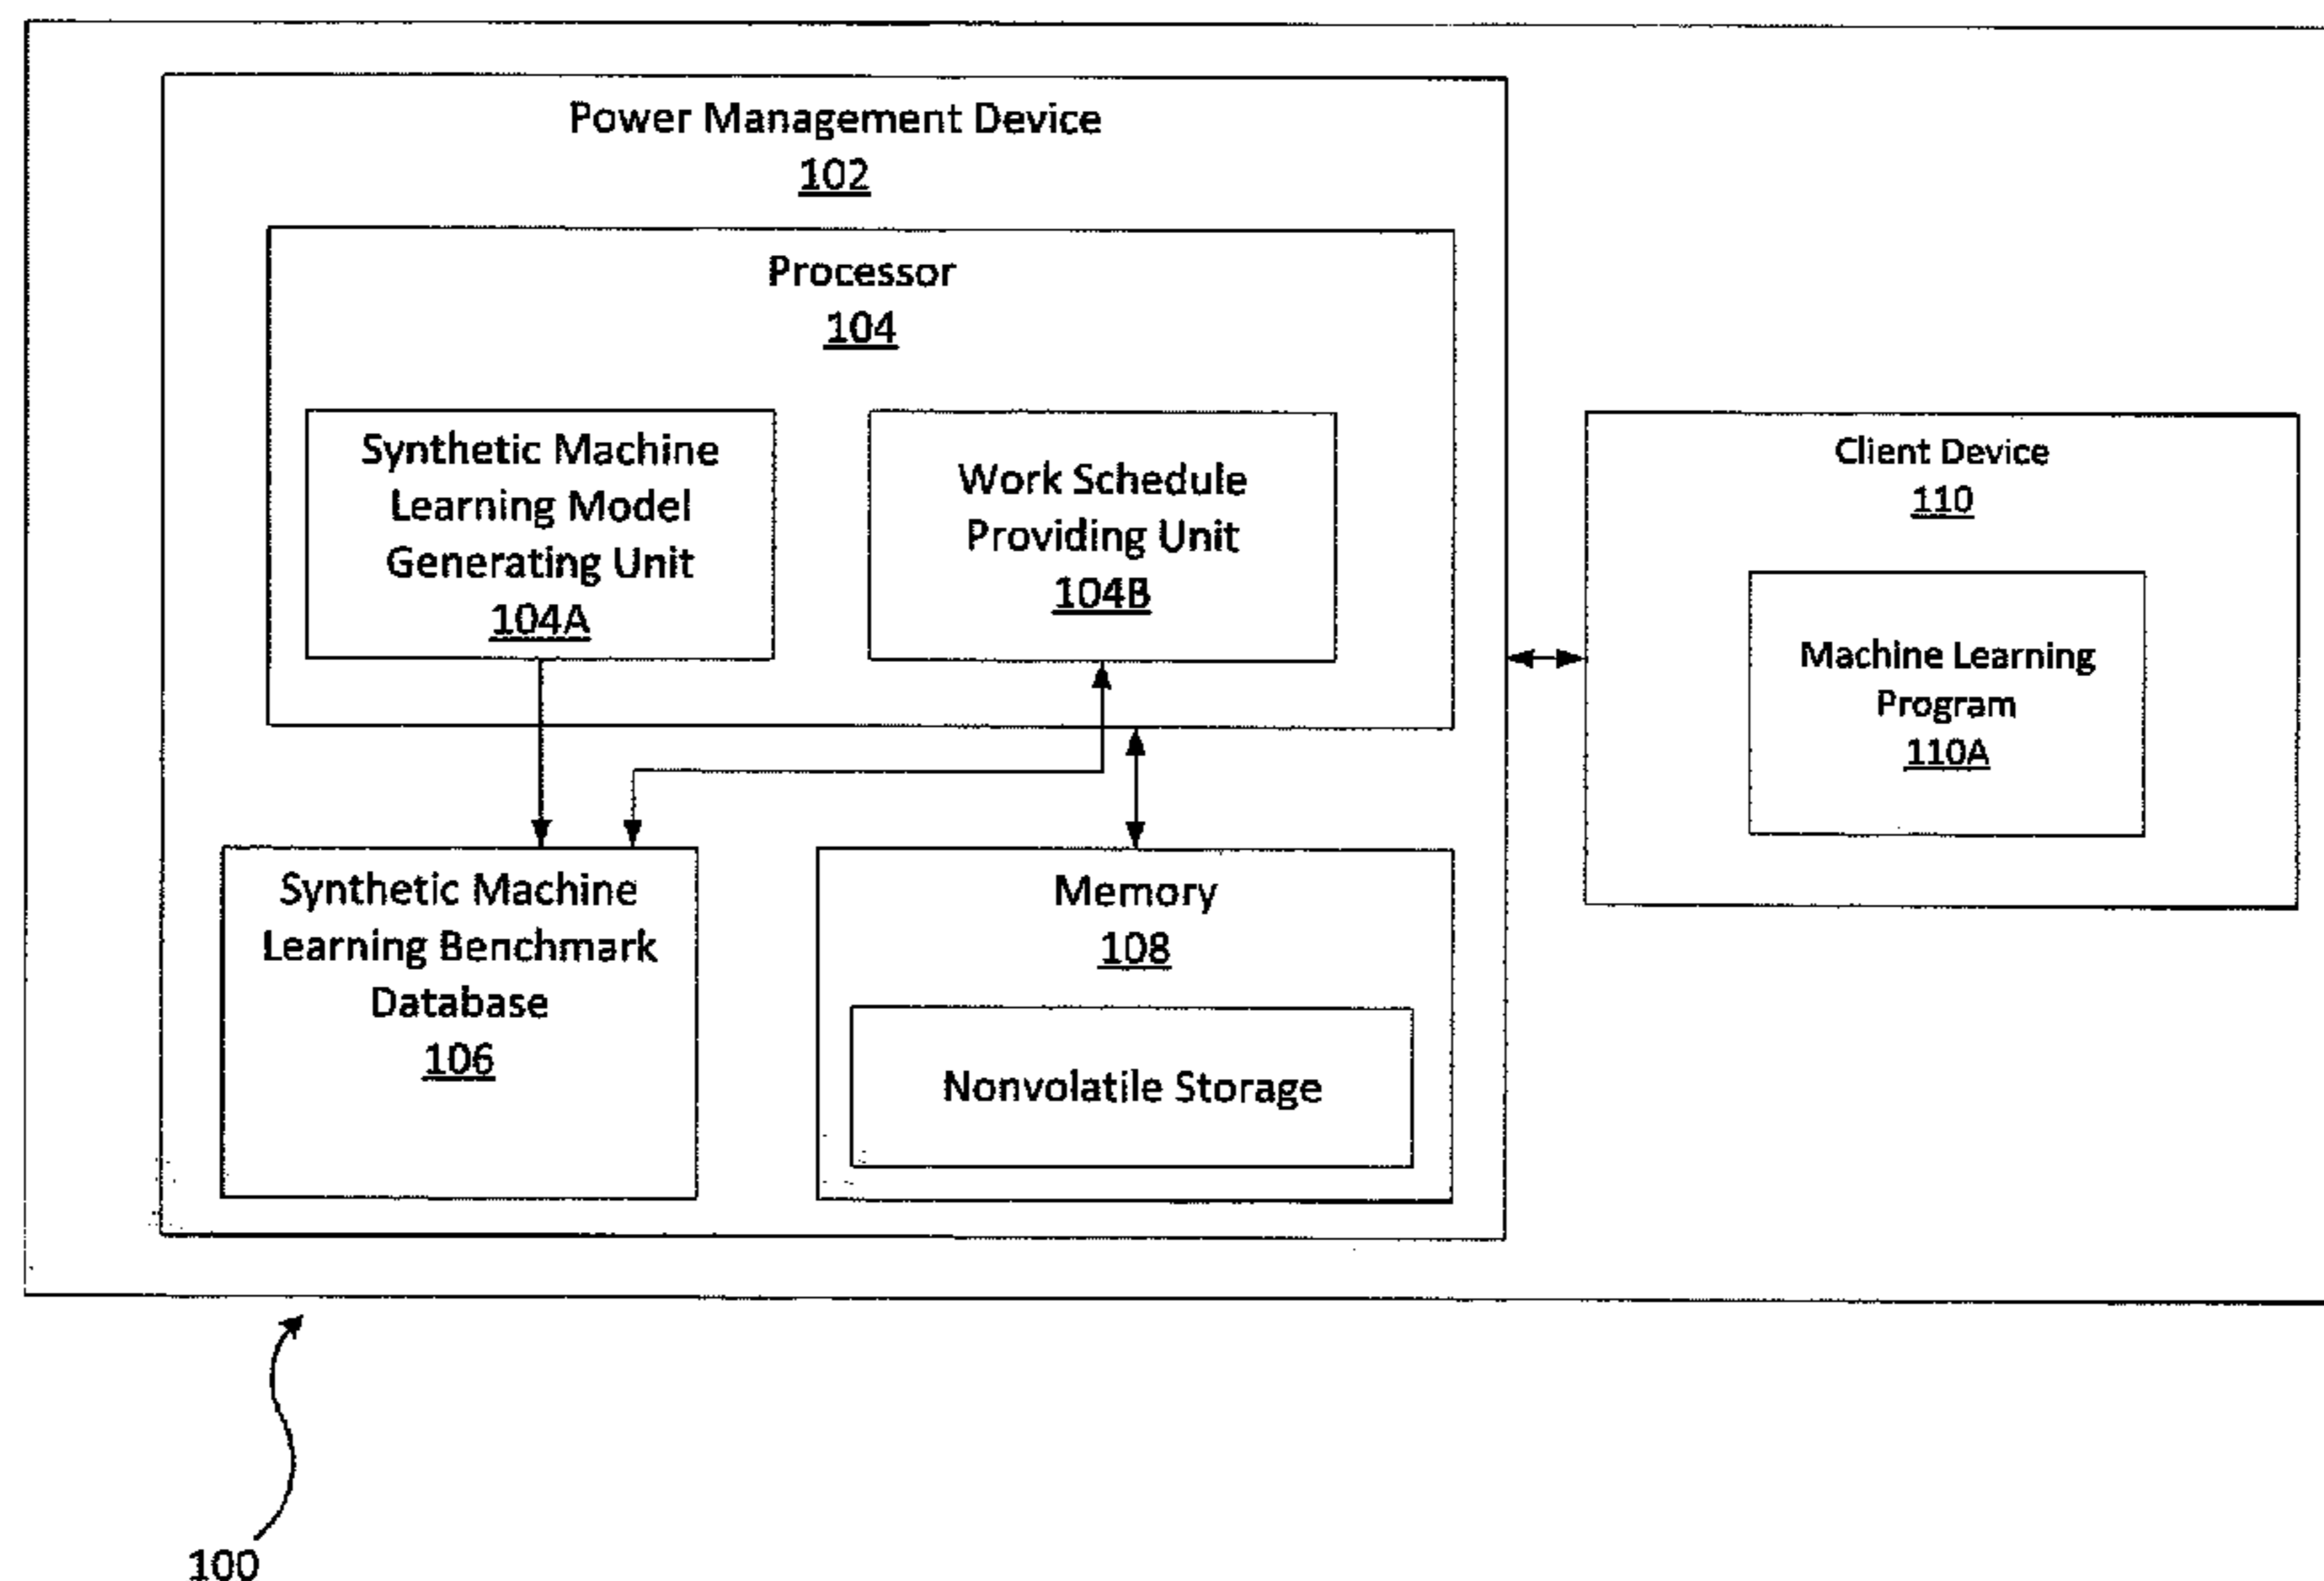 Power Management Device
102
Processor
104
Synthetic Machine
Learning Model
Generating Unit
104A
Work Schedule
Providing Unit
104B
Client Device
110
Machine Learning
Program
110A
Synthetic Machine
Learning Benchmark
Database
106
Memory
108
Nonvolatile Storage
100